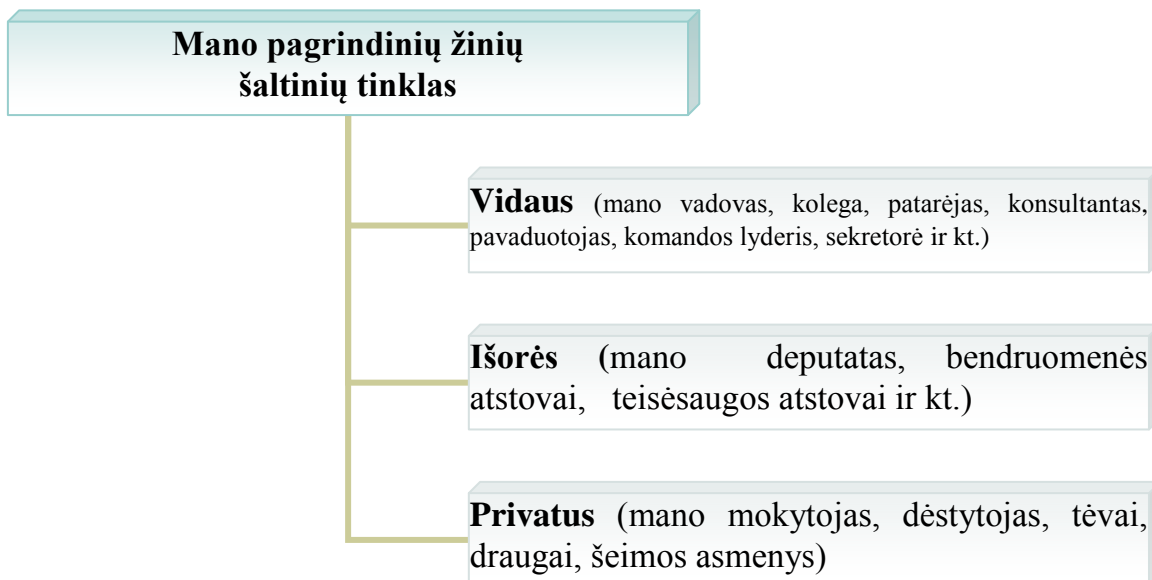 Mano pagrindinių žinių
šaltinių tinklas
Vidaus (mano vadovas, kolega, patarėjas, konsultantas,
pavaduotojas, komandos lyderis, sekretorė ir kt.)
Išorės (mano deputatas, bendruomenės
atstovai, teisėsaugos atstovai ir kt.)
Privatus (mano mokytojas, dėstytojas, tėvai,
draugai, šeimos asmenys)